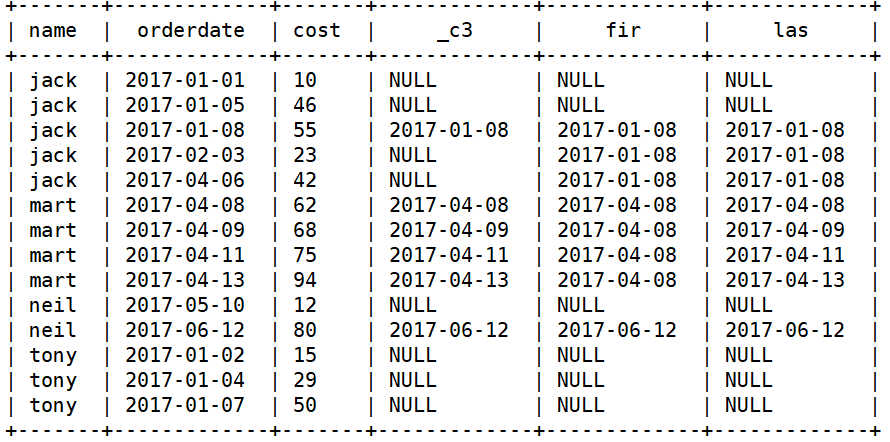 +-------+-------------+-------+-------------+-------------+-------------+
| name  |  orderdate  | cost  |     _c3     |     fir     |     las     |
+-------+-------------+-------+-------------+-------------+-------------+
| jack  | 2017-01-01  | 10    | NULL        | NULL        | NULL        |
| jack  | 2017-01-05  | 46    | NULL        | NULL        | NULL        |
| jack  | 2017-01-08  | 55    | 2017-01-08  | 2017-01-08  | 2017-01-08  |
| jack  | 2017-02-03  | 23    | NULL        | 2017-01-08  | 2017-01-08  |
| jack  | 2017-04-06  | 42    | NULL        | 2017-01-08  | 2017-01-08  |
| mart  | 2017-04-08  | 62    | 2017-04-08  | 2017-04-08  | 2017-04-08  |
| mart  | 2017-04-09  | 68    | 2017-04-09  | 2017-04-08  | 2017-04-09  |
| mart  | 2017-04-11  | 75    | 2017-04-11  | 2017-04-08  | 2017-04-11  |
| mart  | 2017-04-13  | 94    | 2017-04-13  | 2017-04-08  | 2017-04-13  |
| neil  | 2017-05-10  | 12    | NULL        | NULL        | NULL        |
| neil  | 2017-06-12  | 80    | 2017-06-12  | 2017-06-12  | 2017-06-12  |
| tony  | 2017-01-02  | 15    | NULL        | NULL        | NULL        |
| tony  | 2017-01-04  | 29    | NULL        | NULL        | NULL        |
| tony  | 2017-01-07  | 50    | NULL        | NULL        | NULL        |
+-------+-------------+-------+-------------+-------------+-------------+